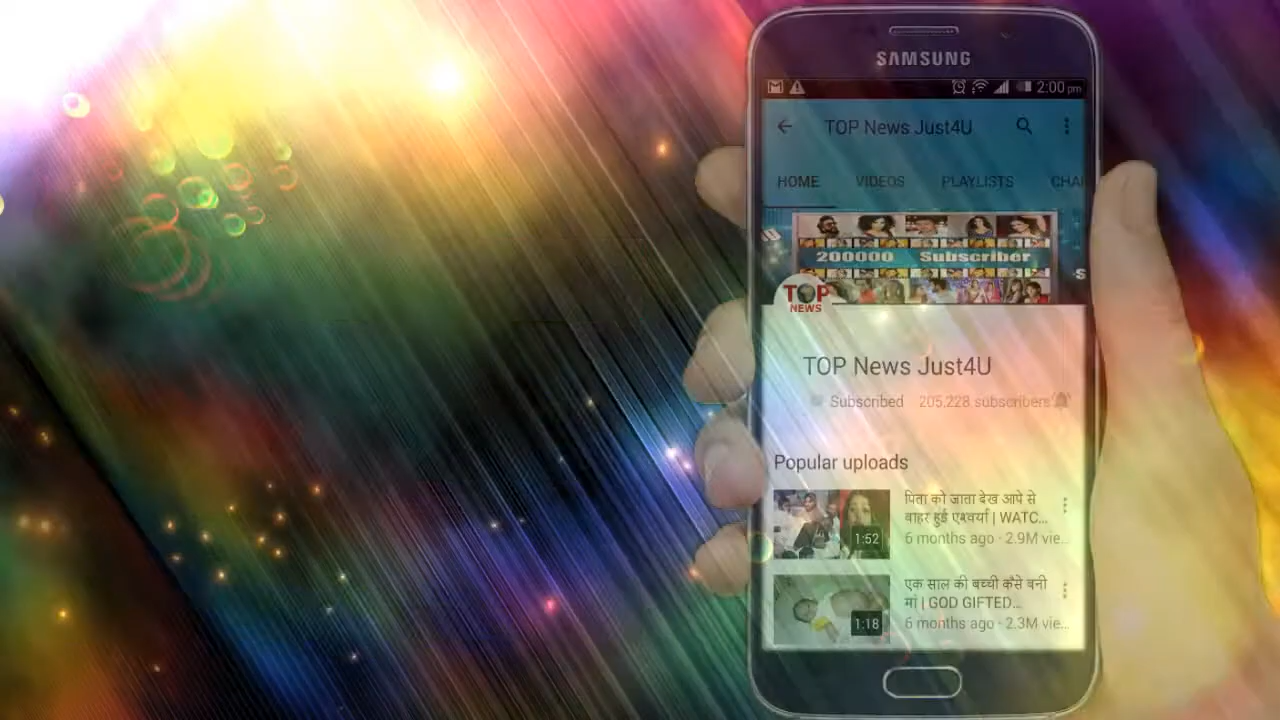 SAMSUNG
2:00 pm
TOP News Just4U
HOME VIDEOS PLAYLISTS CHA
200000 Subscriber
TOP
NEWS
TOP News Just4U
Subscribed 205,228 subscribers
Popular uploads
पिता को जाता देख आपे से
बाहर हुई एश्वर्या | WATC...
1:52
6 months ago · 2.9M vie...
एक साल की बच्ची कैसे बनी
मां | GOD GIFTED...
1:18
6 months ago · 2.3M vie...